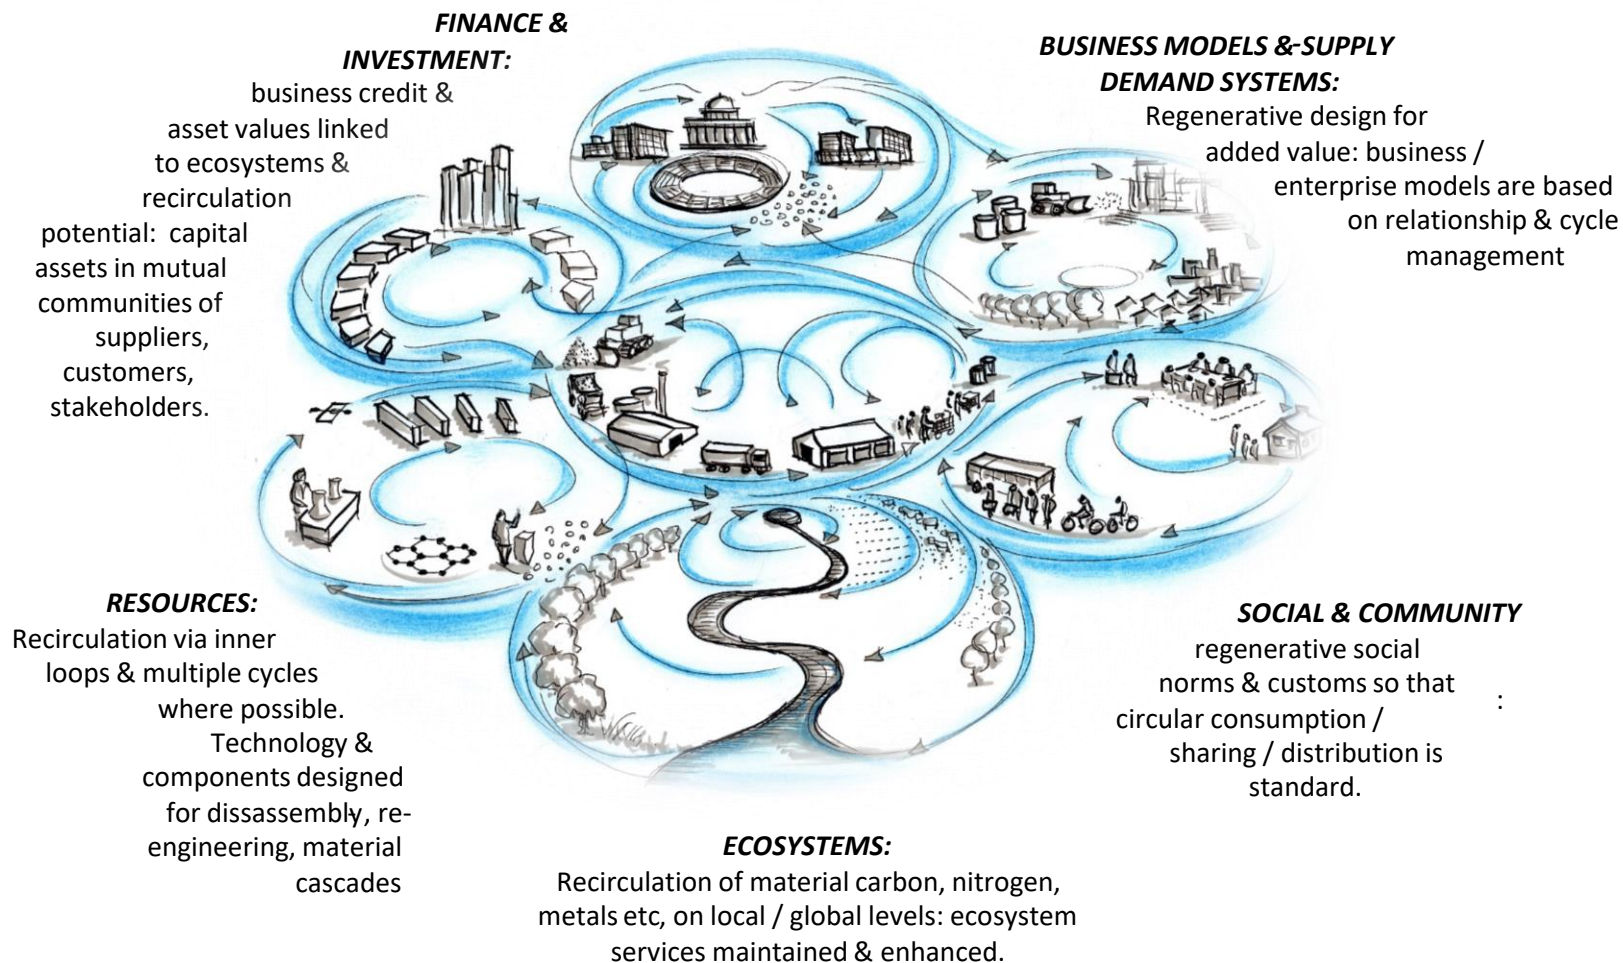 FINANCE &
INVESTMENT:
business credit &
asset values linked
to ecosystems &
recirculation
potential: capital
assets in mutual
communities of
suppliers,
customers,
stakeholders.
BUSINESS MODELS &-SUPPLY
DEMAND SYSTEMS:
Regenerative design for
added value: business /
enterprise models are based
on relationship & cycle
management
RESOURCES:
Recirculation via inner
loops & multiple cycles
where possible.
Technology &
components designed
for dissassembly, re-
engineering, material
cascades
SOCIAL & COMMUNITY
regenerative social
norms & customs so that
:
circular consumption /
sharing / distribution is
standard.
ECOSYSTEMS:
Recirculation of material carbon, nitrogen,
metals etc, on local / global levels: ecosystem
services maintained & enhanced.